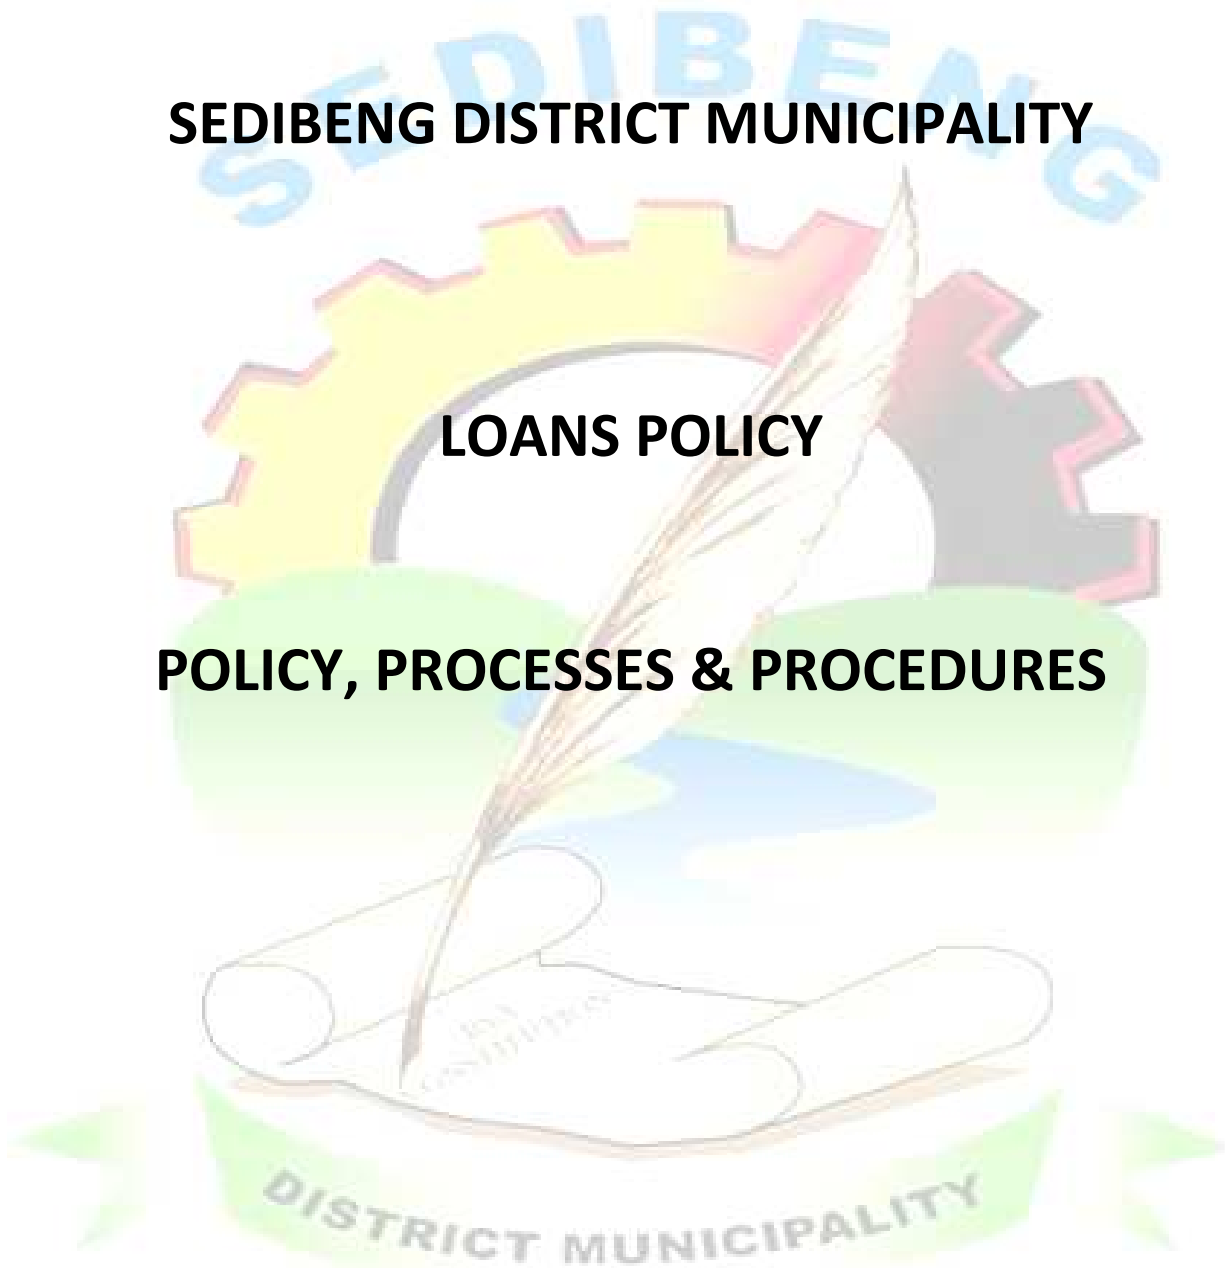 SEDIBENG
SEDIBENG DISTRICT MUNICIPALITY
LOANS POLICY
POLICY, PROCESSES & PROCEDURES
DISTRICT MUNICIPALITY